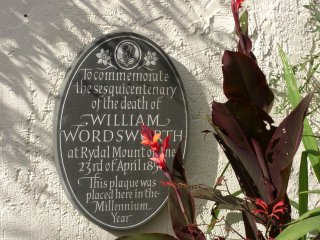 To commemorate
the sesquicentenary
of the death of
WILLIAM
WORDSWORTH
at Rydal Mount on
23rd of April
This plaque was
placed here in the
Millennium
Year